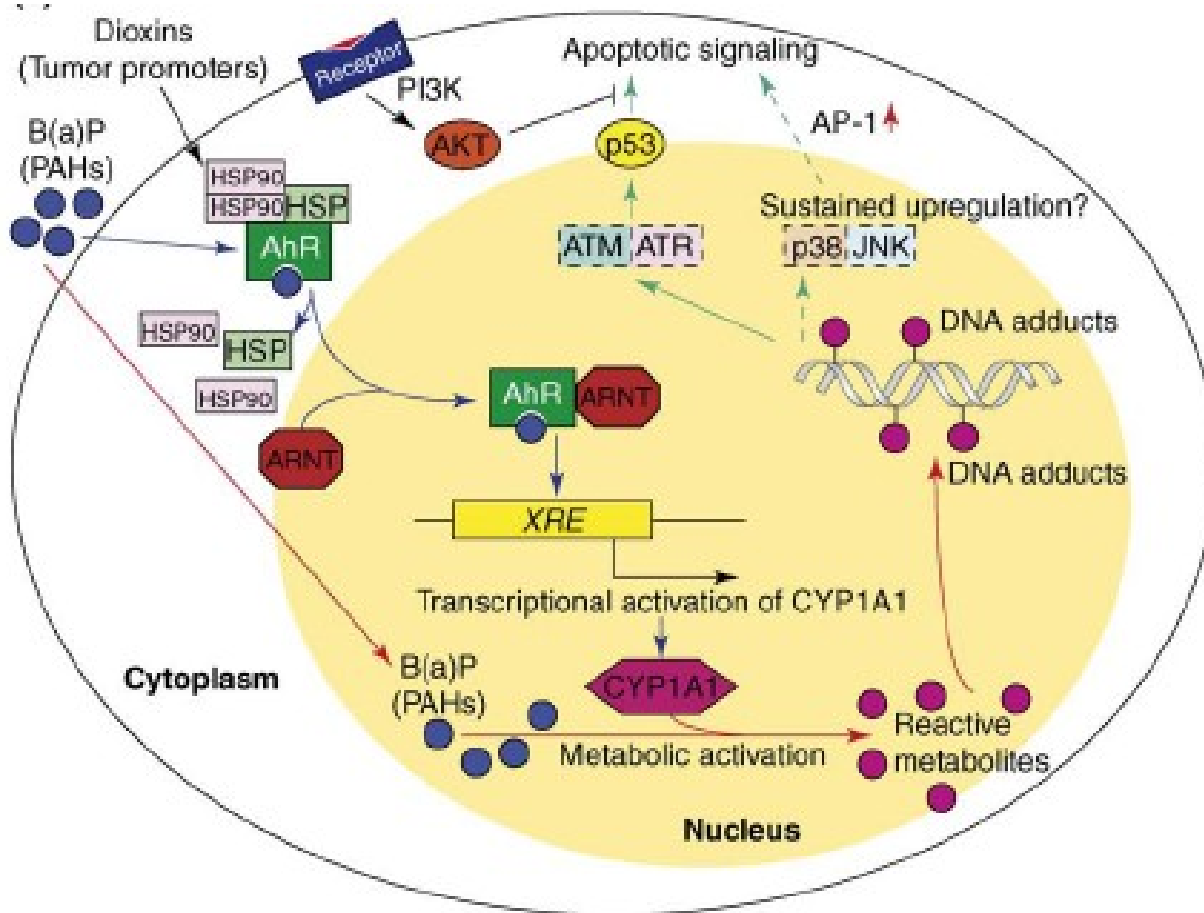 Dioxins
(Tumor promoters)
Receptor
PI3K
AKT
Apoptotic signaling
p53
AP-1
B(a)P
(PAHs)
HSP90
HSP90 HSP
AhR
ATM ATR
Sustained upregulation?
p38 JNK
HSP90
HSP
HSP90
DNA adducts
AhR ARNT
ARNT
DNA adducts
XRE
Transcriptional activation of CYP1A1
Cytoplasm
B(a)P
(PAHs)
CYP1A1
Metabolic activation
Reactive
metabolites
Nucleus